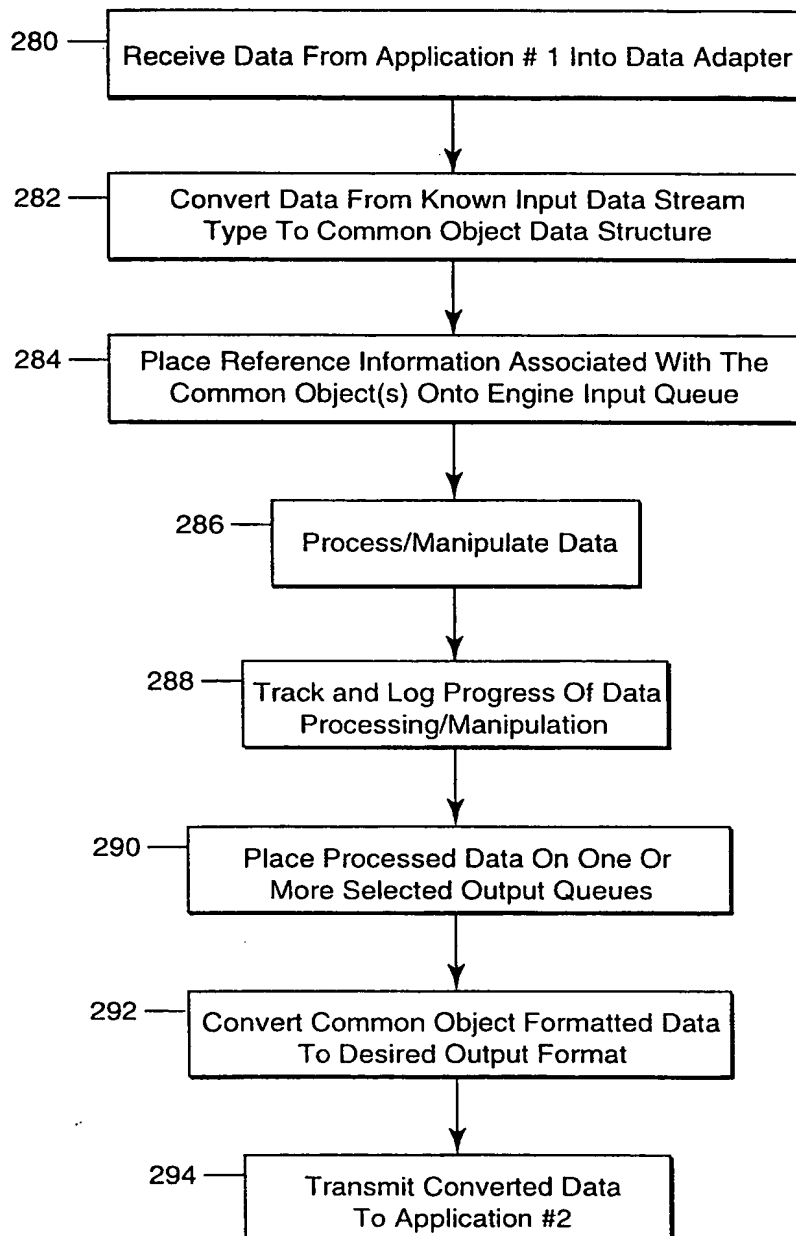 280
Receive Data From Application # 1 Into Data Adapter
282
Convert Data From Known Input Data Stream
Type To Common Object Data Structure
284
Place Reference Information Associated With The
Common Object(s) Onto Engine Input Queue
286
Process/Manipulate Data
288
Track and Log Progress Of Data
Processing/Manipulation
290
Place Processed Data On One Or
More Selected Output Queues
292
Convert Common Object Formatted Data
To Desired Output Format
294
Transmit Converted Data
To Application #2